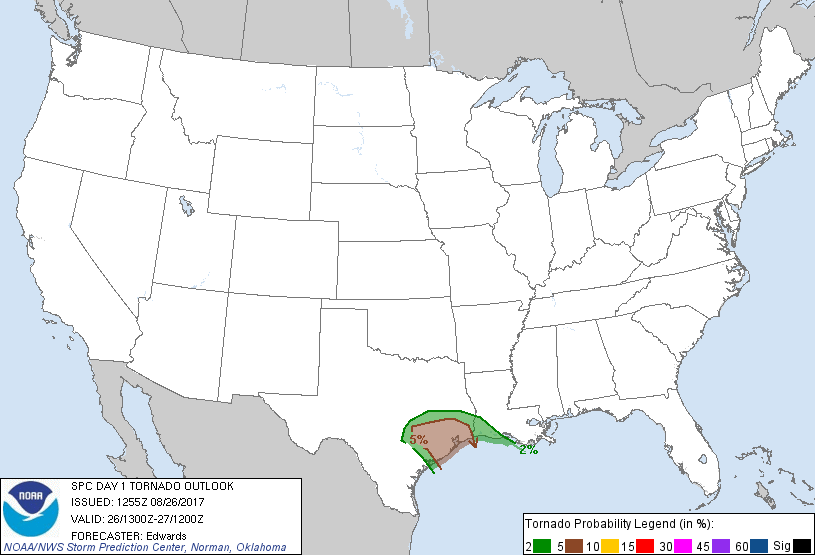 5%
2%
NOAA
SPC DAY 1 TORNADO OUTLOOK
ISSUED: 1255Z 08/26/2017
VALID: 26/1300Z-27/1200Z
FORECASTER: Edwards
NOAA/NWS Storm Prediction Center, Norman, Oklahoma
Tornado Probability Legend (in %):
2 5 10 15 30 45 60 Sig